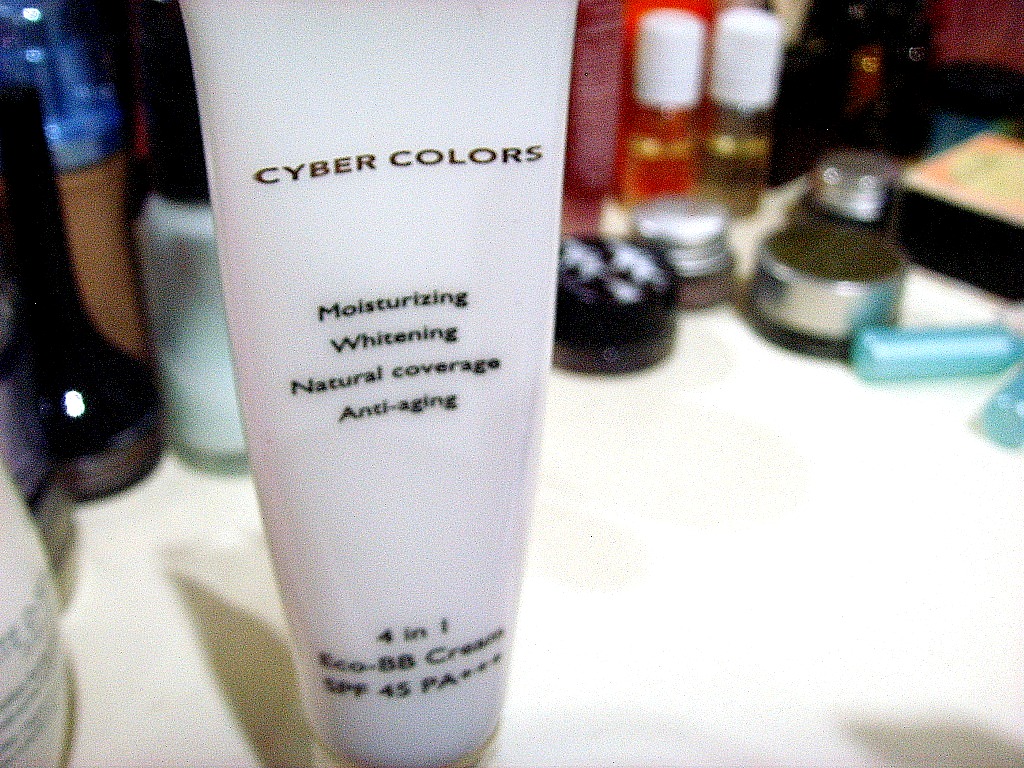 CYBER COLORS
Moisturizing
Whitening
Natural coverage
Anti-aging
4 in 1
Eco-BB Cream
SPF 45 PA+++